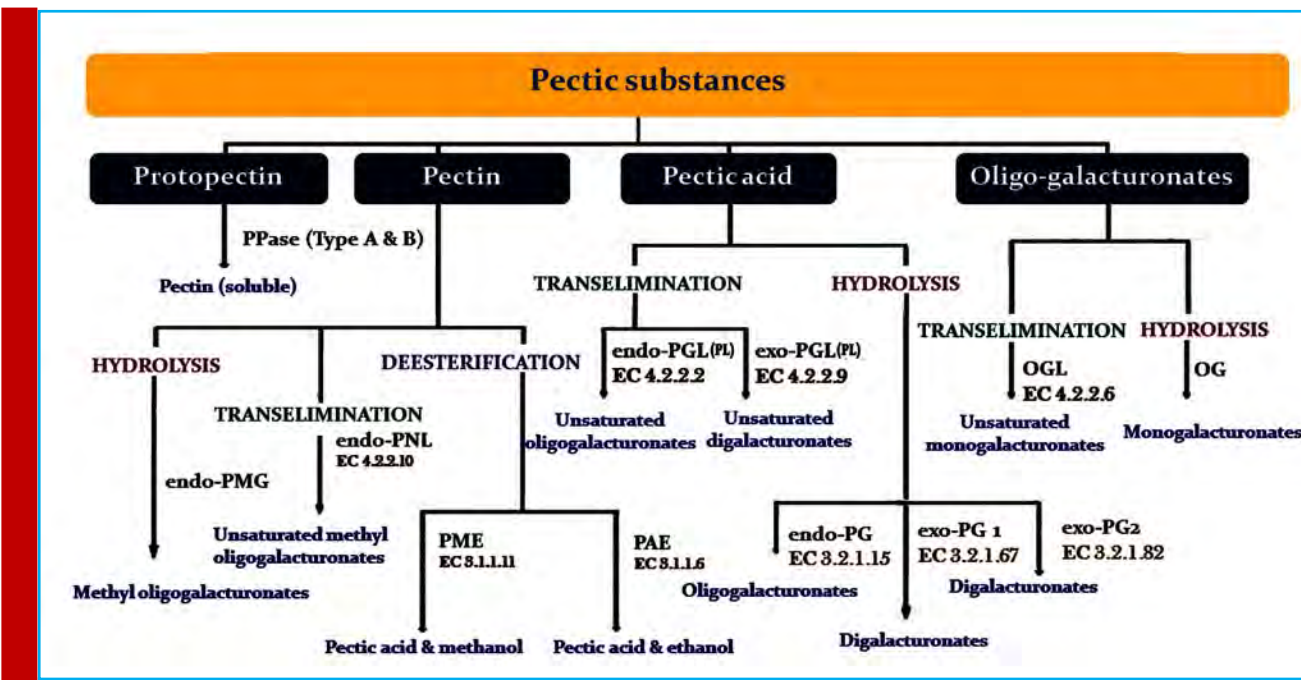 Pectic substances
Protopectin
Pectin
Pectic acid
Oligo-galacturonates
PPase (Type A & B)
Pectin (soluble)
HYDROLYSIS
endo-PMG
Methyl oligogalacturonates
TRANSELIMINATION
endo-PNL
EC 4.2.2.10
Unsaturated methyl
oligogalacturonates
DEESTERIFICATION
PME
EC 3.1.1.11
Pectic acid & methanol
PAE
EC 3.1.1.6
Pectic acid & ethanol
TRANSELIMINATION
endo-PGL(PL)
EC 4.2.2.2
Unsaturated
oligogalacturonates
exo-PGL(PL)
EC 4.2.2.9
Unsaturated
digalacturonates
HYDROLYSIS
endo-PG
EC 3.2.1.15
Oligogalacturonates
exo-PG 1
EC 3.2.1.67
Digalacturonates
exo-PG2
EC 3.2.1.82
Digalacturonates
TRANSELIMINATION
OGL
EC 4.2.2.6
Unsaturated
monogalacturonates
HYDROLYSIS
OG
Monogalacturonates